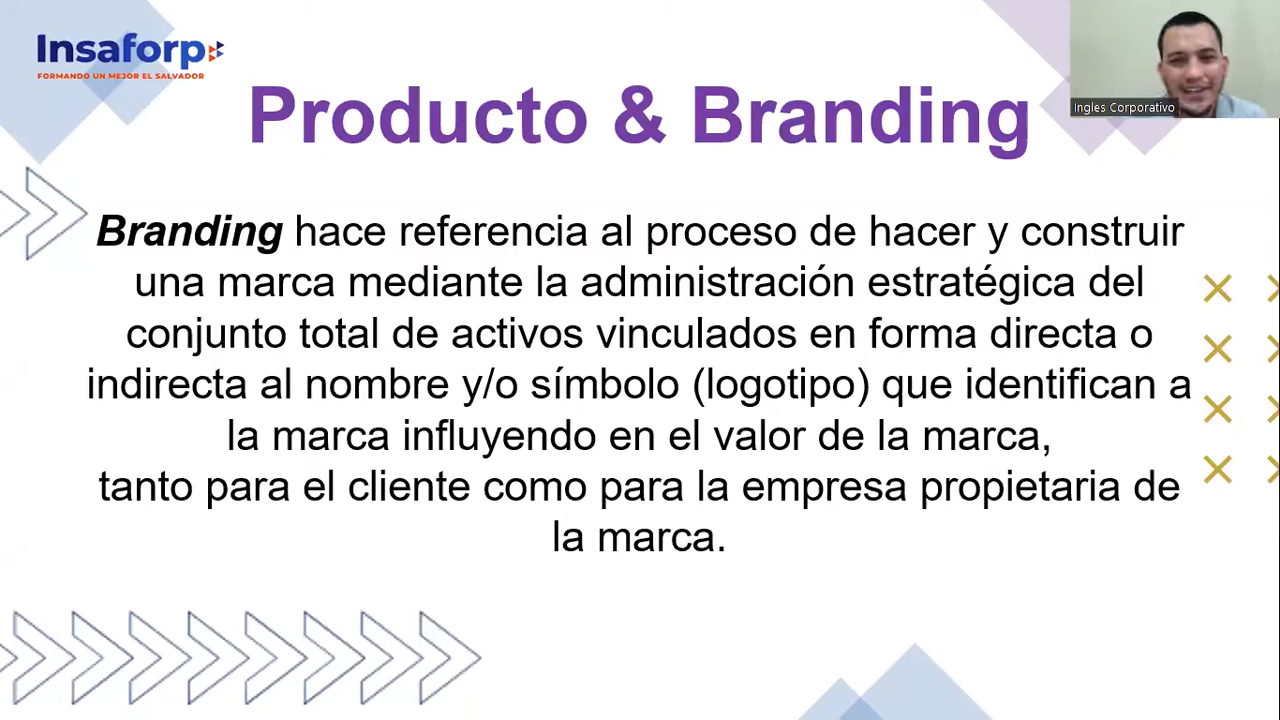 Insaforp
FORMANDO UN MEJOR EL SALVADOR
Ingles Corporativo
Producto & Branding
Branding hace referencia al proceso de hacer y construir
una marca mediante la administración estratégica del
conjunto total de activos vinculados en forma directa o
indirecta al nombre y/o símbolo (logotipo) que identifican a
la marca influyendo en el valor de la marca,
tanto para el cliente como para la empresa propietaria de
la marca.